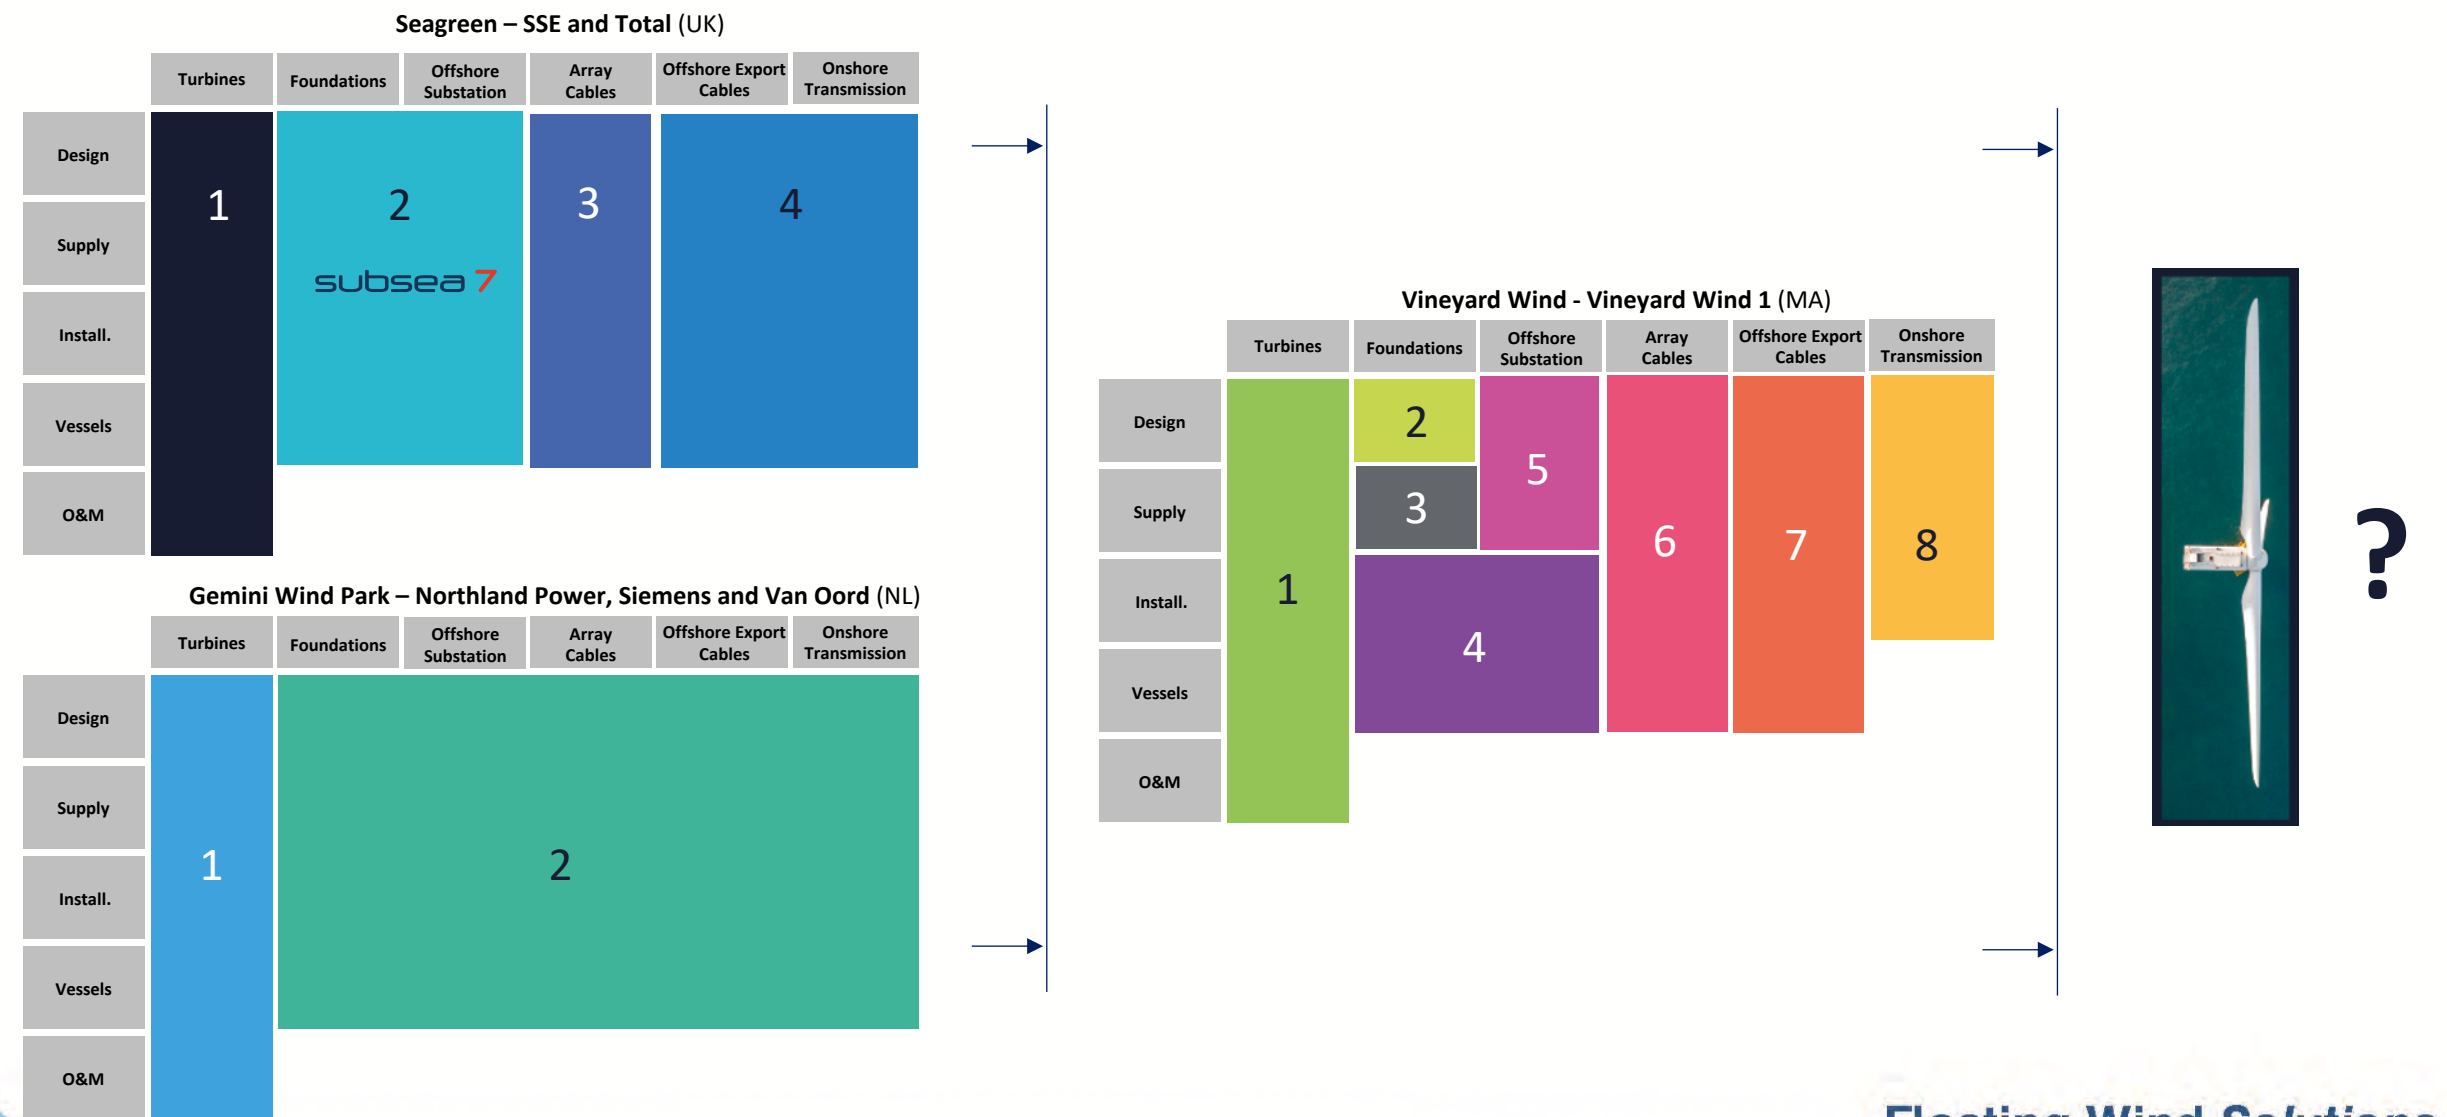 Seagreen – SSE and Total (UK)
Turbines
Foundations
Offshore
Substation
Array
Cables
Offshore Export
Cables
Onshore
Transmission
Design
Supply
Install.
Vessels
O&M
1
2
subsea 7
3
4
Gemini Wind Park – Northland Power, Siemens and Van Oord (NL)
Turbines
Foundations
Offshore
Substation
Array
Cables
Offshore Export
Cables
Onshore
Transmission
Design
Supply
Install.
Vessels
O&M
1
2
Vineyard Wind - Vineyard Wind 1 (MA)
Turbines
Foundations
Offshore
Substation
Array
Cables
Offshore Export
Cables
Onshore
Transmission
Design
Supply
Install.
Vessels
O&M
1
2
3
4
5
6
7
8
?
Floating Wind Solutions